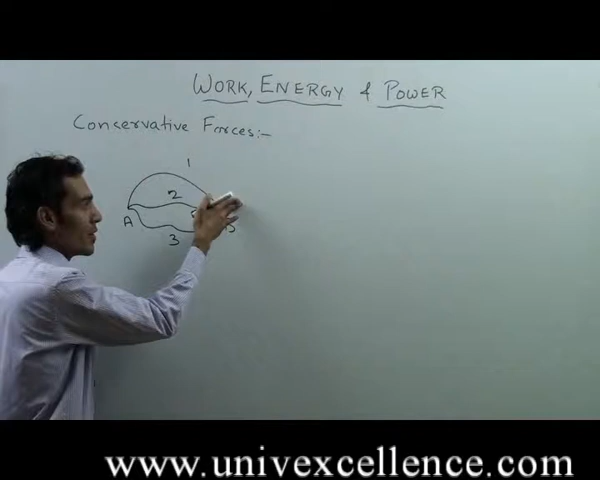 WORK, ENERGY & POWER
Conservative Forces:-
1
2
A
3
www.univexcellence.com